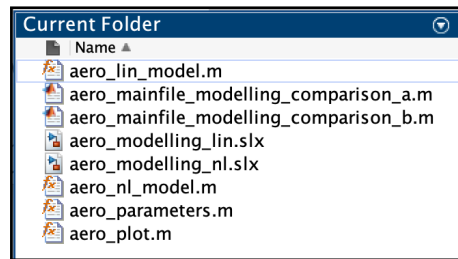 Current Folder
Name
aero_lin_model.m
aero_mainfile_modelling_comparison_a.m
aero_mainfile_modelling_comparison_b.m
aero_modelling_lin.slx
aero_modelling_nl.slx
aero_nl_model.m
aero_parameters.m
aero_plot.m